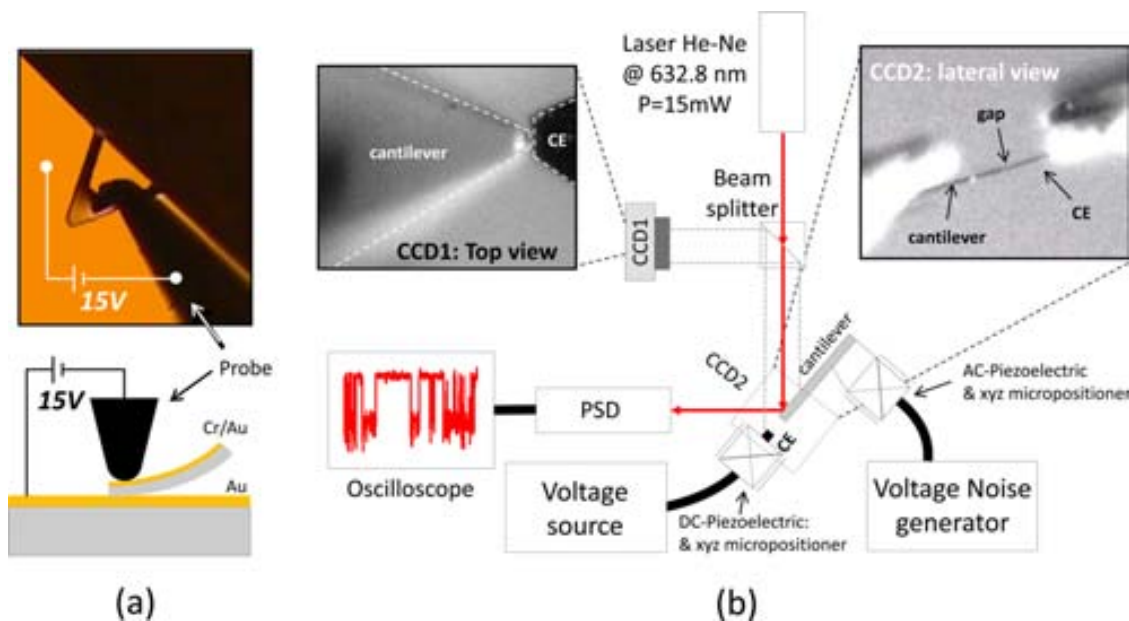 15V
Probe
15V
Cr/Au
Au
(a)
Laser He-Ne
@ 632.8 nm
P=15mW
cantilever
CE
CCD1: Top view
CCD2: lateral view
gap
CE
cantilever
Beam
splitter
CCD1
CCD2
cantilever
AC-Piezoelectric
& xyz micropositioner
PSD
CE
Oscilloscope
Voltage
source
DC-Piezoelectric:
& xyz micropositioner
Voltage Noise
generator
(b)